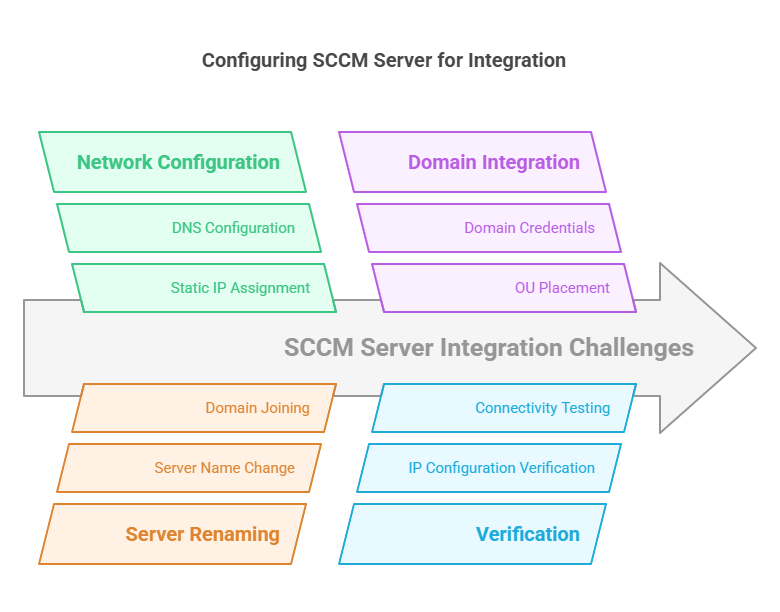 Configuring SCCM Server for Integration
Network Configuration
Domain Integration
DNS Configuration
Domain Credentials
Static IP Assignment
OU Placement
SCCM Server Integration Challenges
Domain Joining
Connectivity Testing
Server Name Change
IP Configuration Verification
Server Renaming
Verification